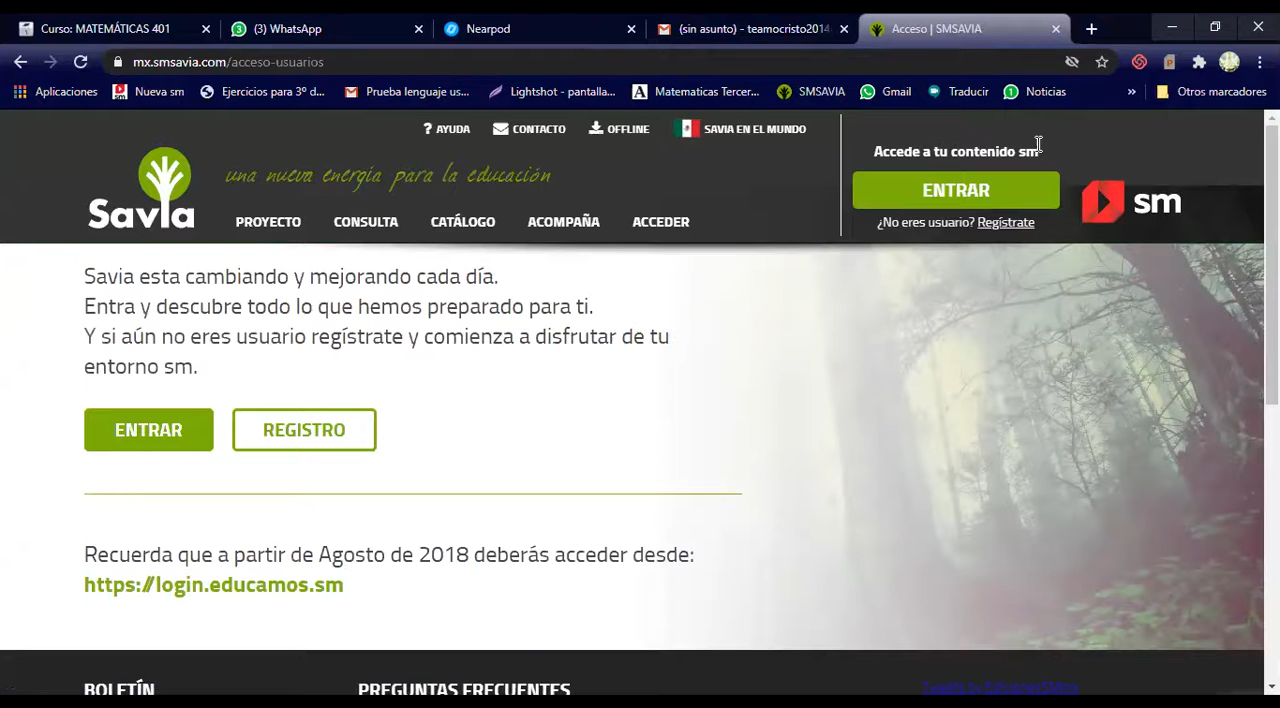 Curso: MATEMÁTICAS 401
(3) WhatsApp
Nearpod
(sin asunto) - teamocristo2014
Acceso | SMSAVIA
mx.smsavia.com/acceso-usuarios
Aplicaciones
Nueva sm
Ejercicios para 3º d...
Prueba lenguaje us...
Lightshot - pantalla...
Matematicas Tercer...
SMSAVIA
Gmail
Traducir
Noticias
»
Otros marcadores
? AYUDA
CONTACTO
OFFLINE
SAVIA EN EL MUNDO
Accede a tu contenido sm
ENTRAR
¿No eres usuario? Regístrate
sm
Savia
una nueva energía para la educación
PROYECTO
CONSULTA
CATÁLOGO
ACOMPAÑA
ACCEDER
Savia esta cambiando y mejorando cada día.
Entra y descubre todo lo que hemos preparado para ti.
Y si aún no eres usuario regístrate y comienza a disfrutar de tu
entorno sm.
ENTRAR
REGISTRO
Recuerda que a partir de Agosto de 2018 deberás acceder desde:
https://login.educamos.sm
BOLETÍN
PREGUNTAS FRECUENTES